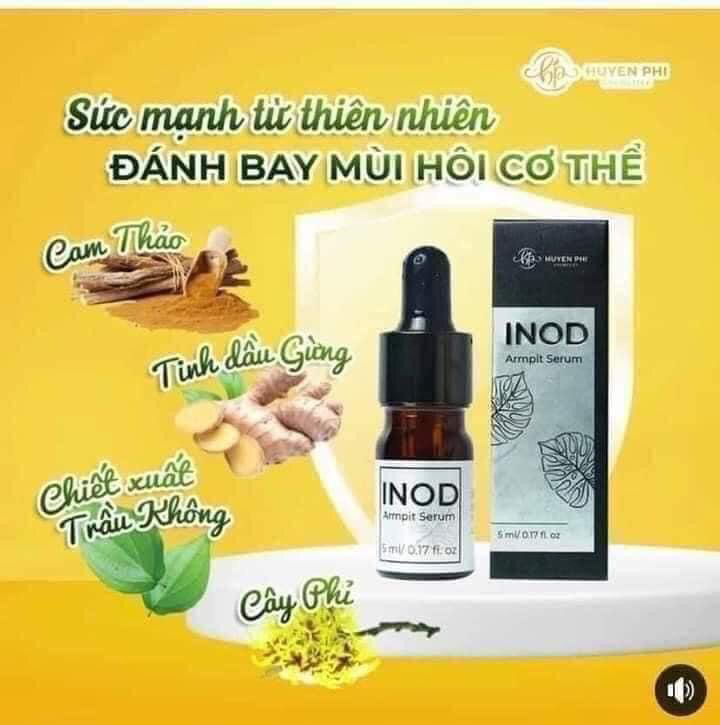 HUYEN PHI
Sức mạnh từ thiên nhiên
ĐÁNH BAY MÙI HÔI CƠ THỂ
Cam Thảo
Tinh dầu Gừng
Chiết xuất
Trầu Không
Cây Phỉ
INOD
Armpit Serum
5 ml/ 0.17 fl. oz
HUYEN PHI
INOD
Armpit Serum
5 ml/ 0.17 fl. oz